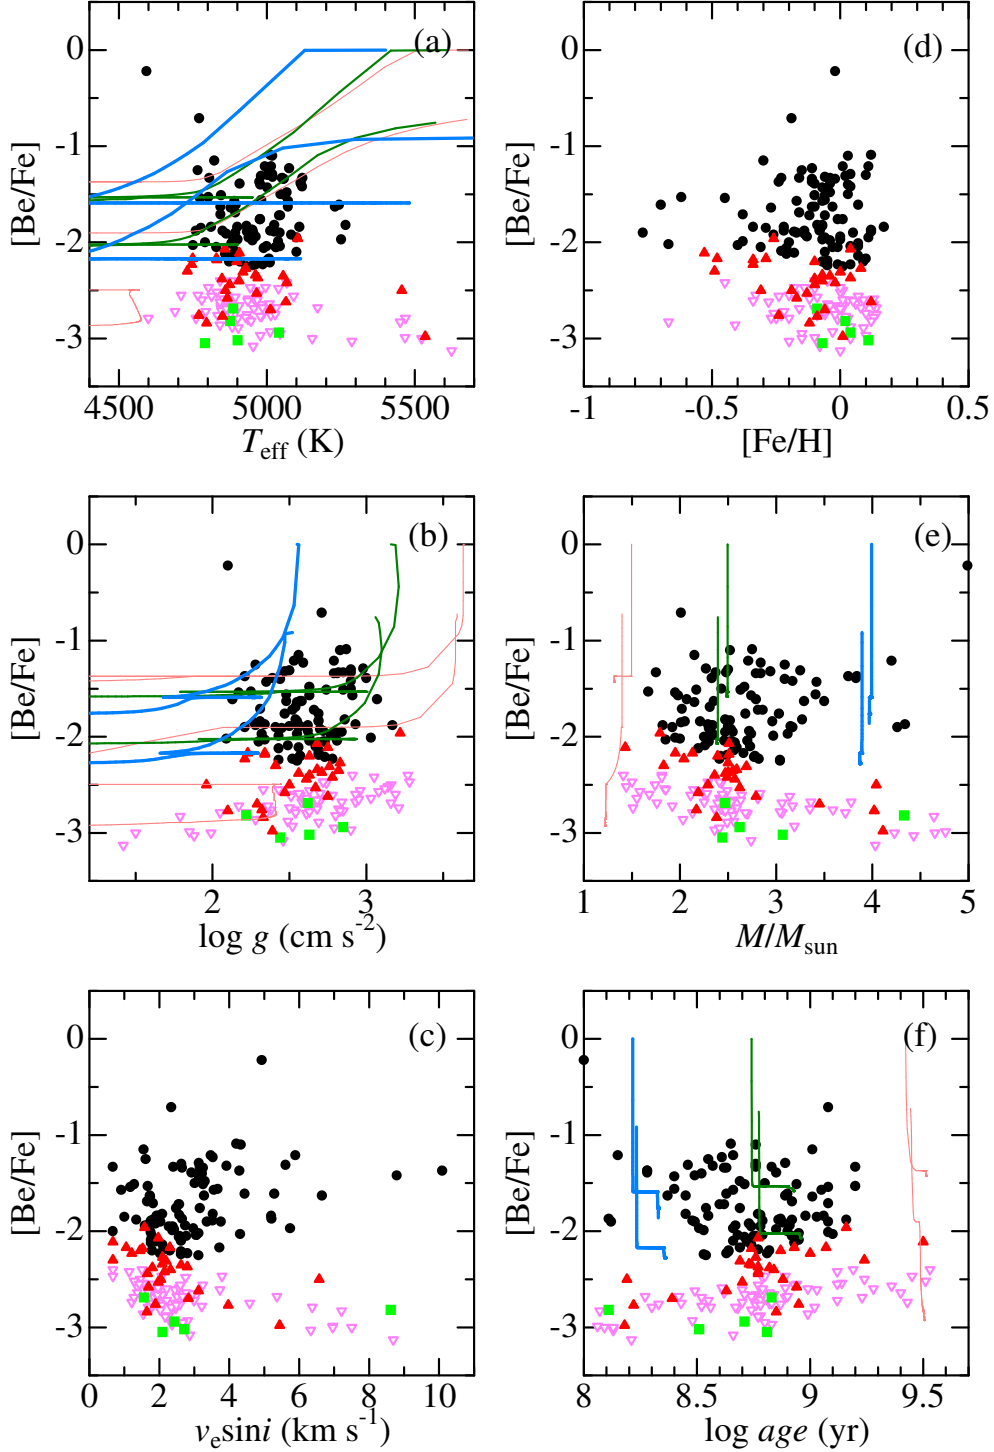 (a)
0
-1
-2
-3
[Be/Fe]
4500 5000 5500
T_eff (K)
(d)
0
-1
-2
-3
[Be/Fe]
-1 -0.5 0 0.5
[Fe/H]
(b)
0
-1
-2
-3
[Be/Fe]
2 3
log g (cm s^-2)
(e)
0
-1
-2
-3
[Be/Fe]
1 2 3 4 5
M/M_sun
(c)
0
-1
-2
-3
[Be/Fe]
0 2 4 6 8 10
v_e sin i (km s^-1)
(f)
0
-1
-2
-3
[Be/Fe]
8 8.5 9 9.5
log age (yr)